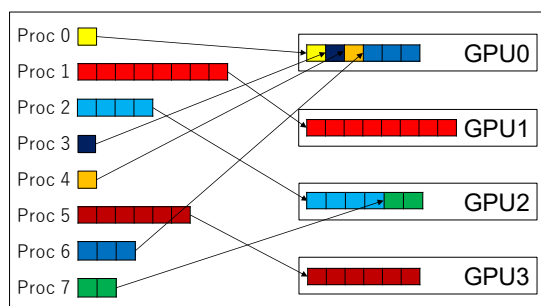 Proc 0
Proc 1
Proc 2
Proc 3
Proc 4
Proc 5
Proc 6
Proc 7
GPU0
GPU1
GPU2
GPU3